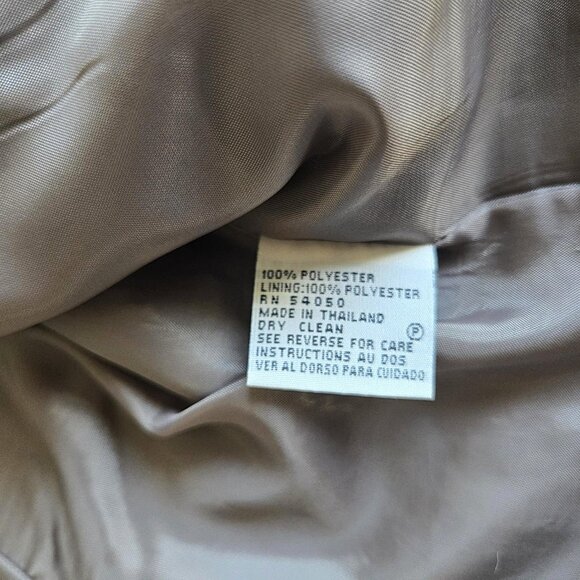 100% POLYESTER
LINING:100% POLYESTER
RN 54050
MADE IN THAILAND
DRY CLEAN Ⓟ
SEE REVERSE FOR CARE
INSTRUCTIONS AU DOS
VER AL DORSO PARA CUIDADO